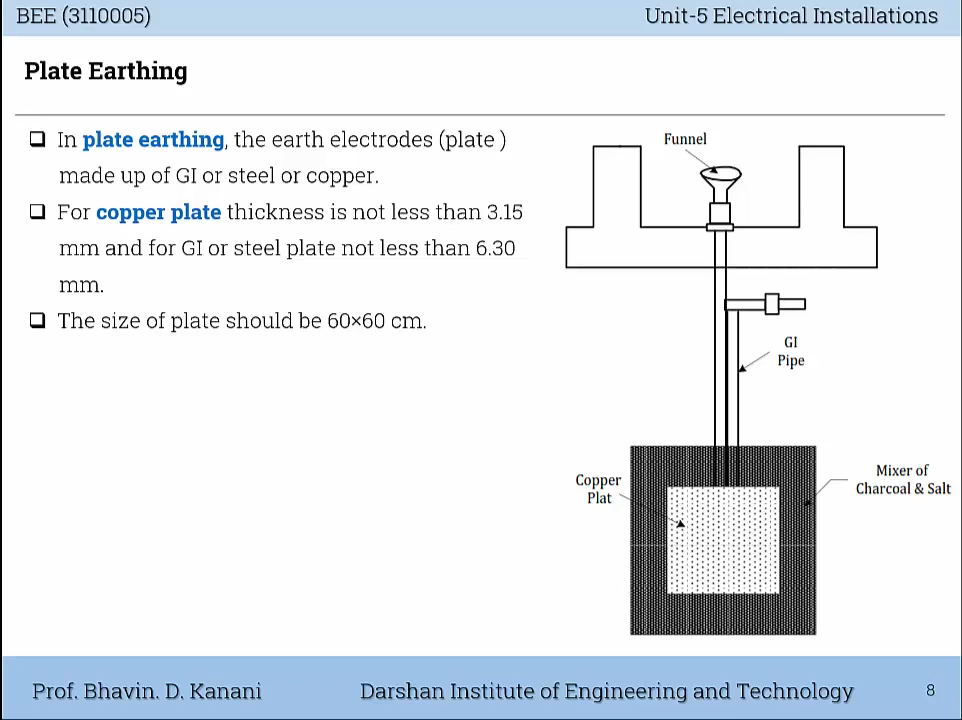 BEE (3110005)
Unit-5 Electrical Installations
Plate Earthing
In plate earthing, the earth electrodes (plate )
made up of GI or steel or copper.
For copper plate thickness is not less than 3.15
mm and for GI or steel plate not less than 6.30
mm.
The size of plate should be 60×60 cm.
Funnel
GI
Pipe
Copper
Plat
Mixer of
Charcoal & Salt
Prof. Bhavin. D. Kanani
Darshan Institute of Engineering and Technology
8